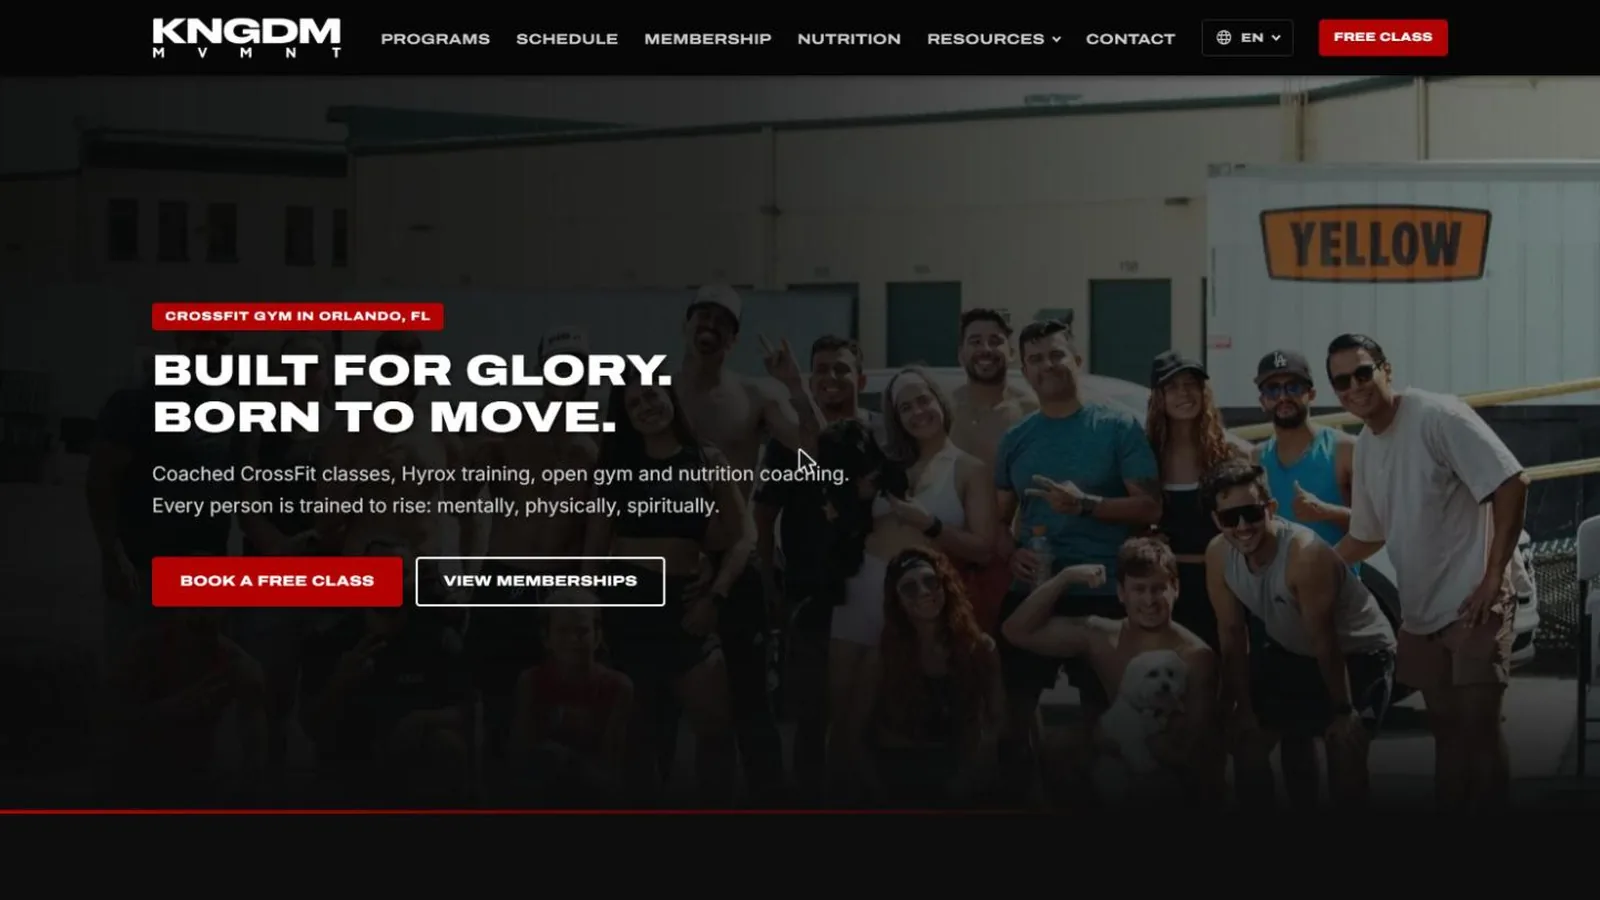 KNGDM
MVMNT
PROGRAMS
SCHEDULE
MEMBERSHIP
NUTRITION
RESOURCES
CONTACT
EN
FREE CLASS
YELLOW
CROSSFIT GYM IN ORLANDO, FL
BUILT FOR GLORY.
BORN TO MOVE.
Coached CrossFit classes, Hyrox training, open gym and nutrition coaching.
Every person is trained to rise: mentally, physically, spiritually.
BOOK A FREE CLASS
VIEW MEMBERSHIPS